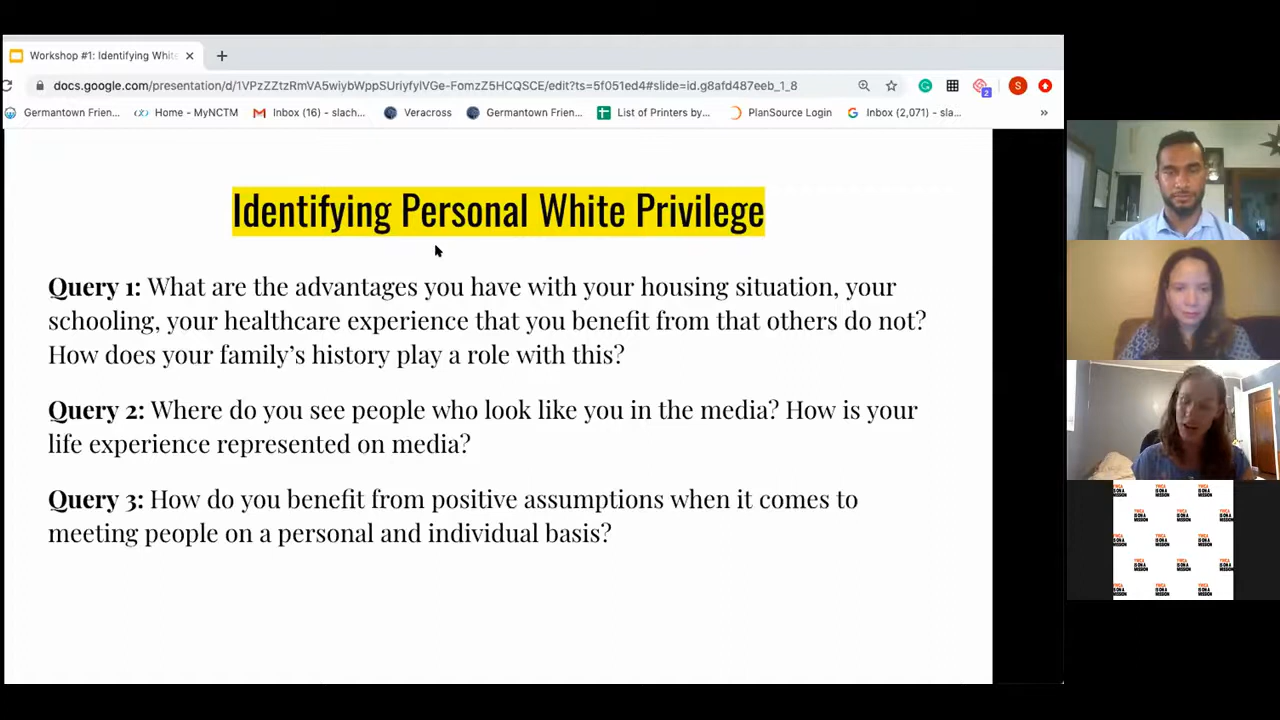 Workshop #1: Identifying White
docs.google.com/presentation/d/1VPzZZtzRmVA5wiybWppSUriyfylVGe-FomzZ5HCQSCE/edit?ts=5f051ed4#slide=id.g8afd487eeb_1_8
S
2
Germantown Frien...
Home - MyNCTM
Inbox (16) - slach...
Veracross
Germantown Frien...
List of Printers by...
PlanSource Login
Inbox (2,071) - sla...
Identifying Personal White Privilege
Query 1: What are the advantages you have with your housing situation, your
schooling, your healthcare experience that you benefit from that others do not?
How does your family's history play a role with this?
Query 2: Where do you see people who look like you in the media? How is your
life experience represented on media?
Query 3: How do you benefit from positive assumptions when it comes to
meeting people on a personal and individual basis?
YWCA
IS ON A
MISSION